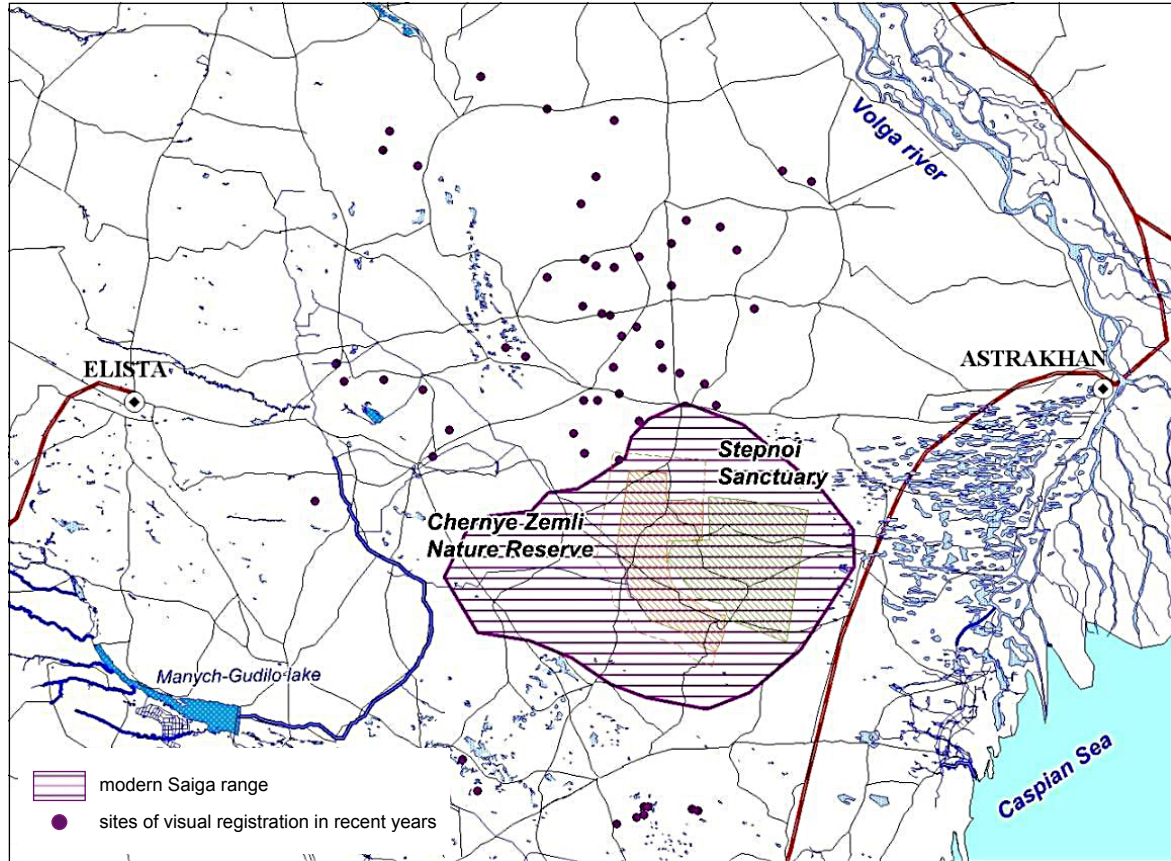 Volga river
ELISTA
ASTRAKHAN
Stepnoi
Sanctuary
Chernye Zemli
Nature Reserve
Manych-Gudilo lake
Caspian Sea
modern Saiga range
sites of visual registration in recent years